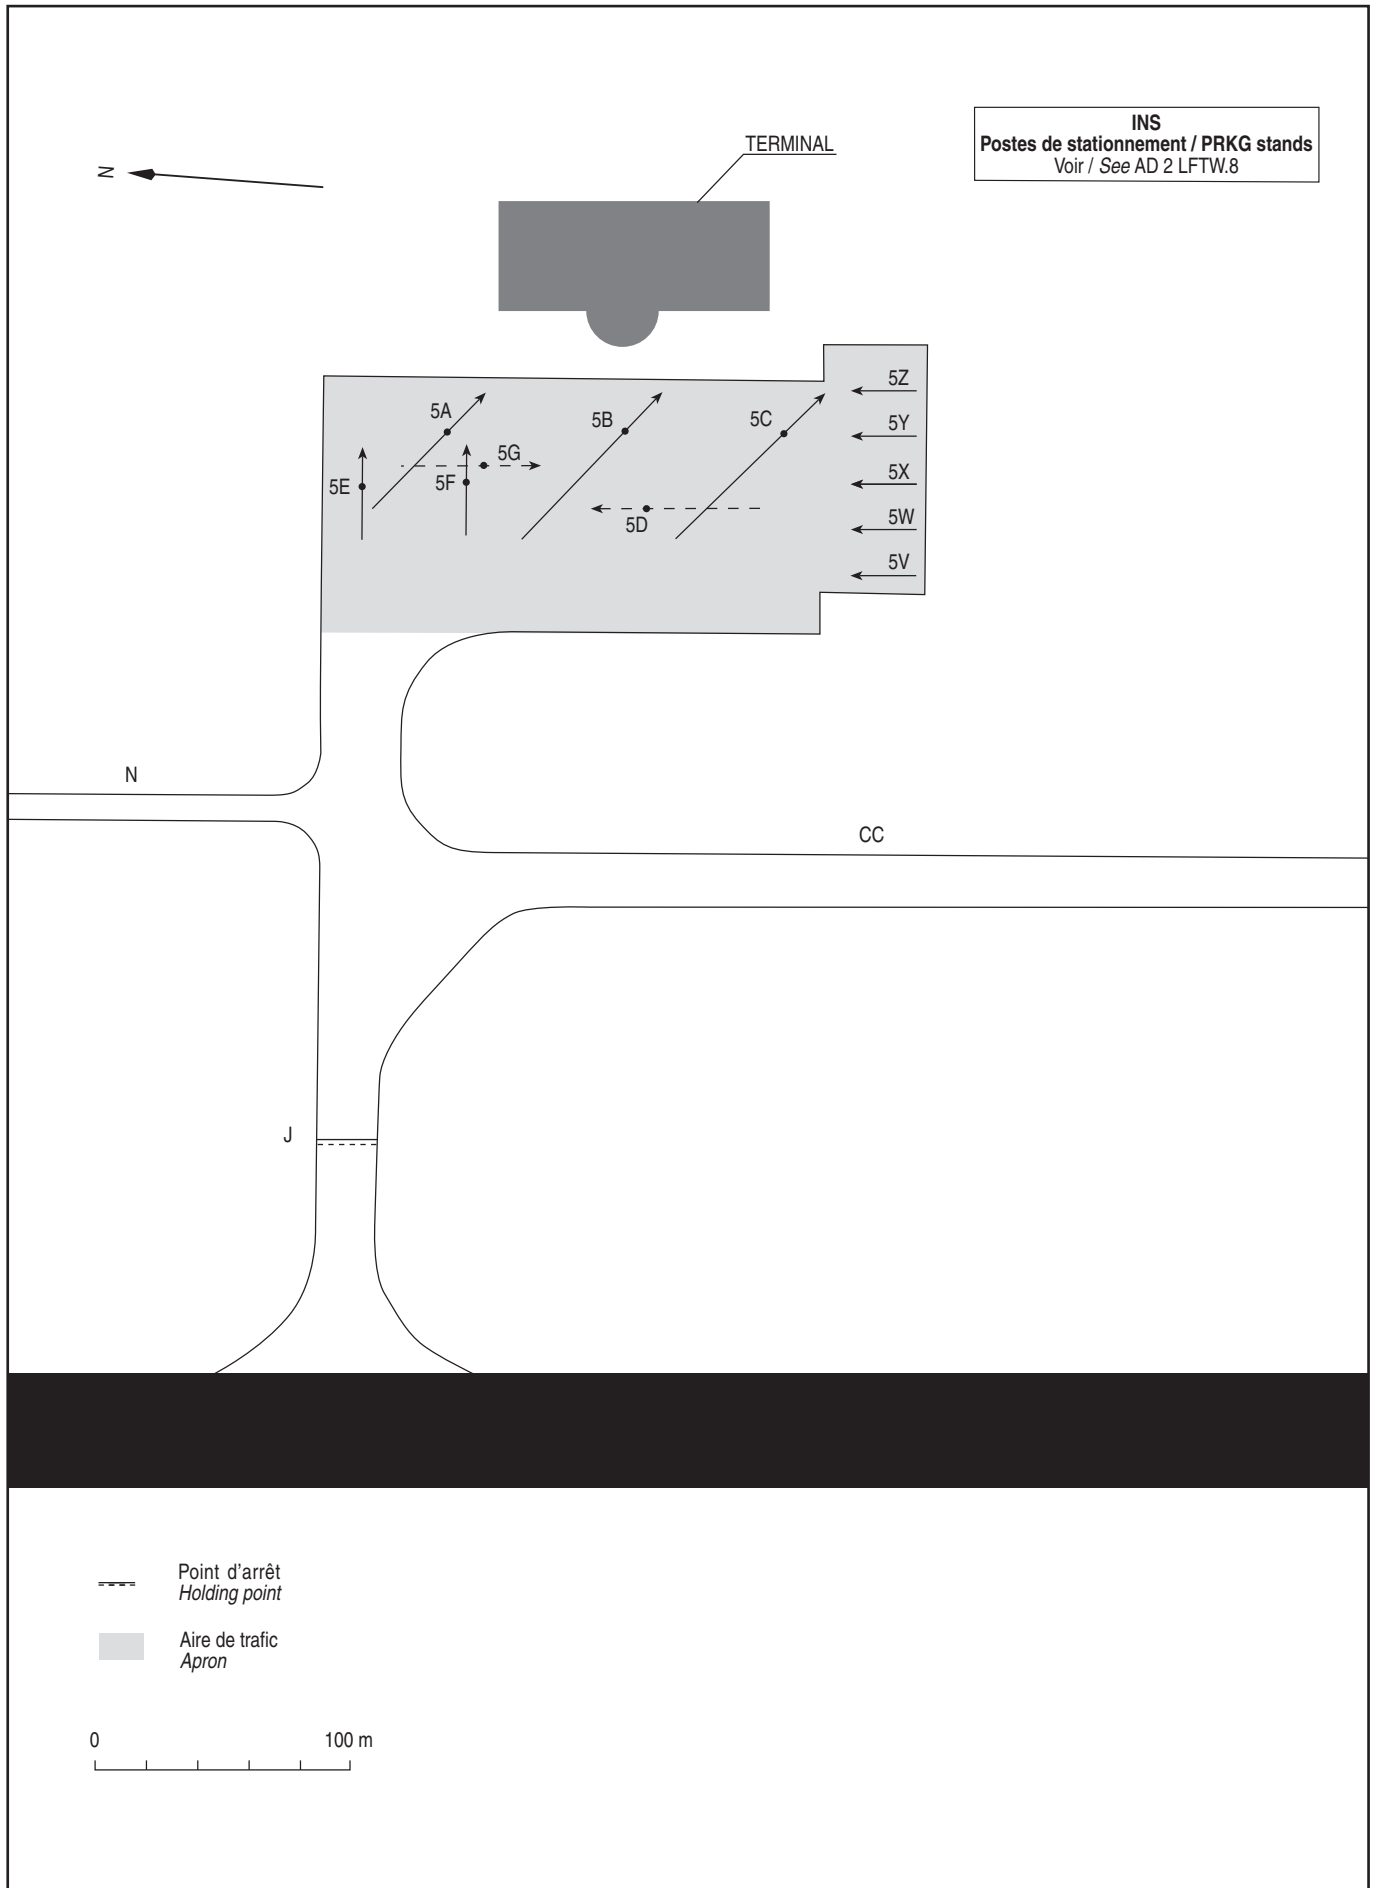 INS
Postes de stationnement / PRKG stands
Voir / See AD 2 LFTW.8
TERMINAL
N
5Z
5A
5B
5C
5Y
5G
5E
5F
5X
5D
5W
5V
N
CC
J
Point d'arrêt
Holding point
Aire de trafic
Apron
0 100 m